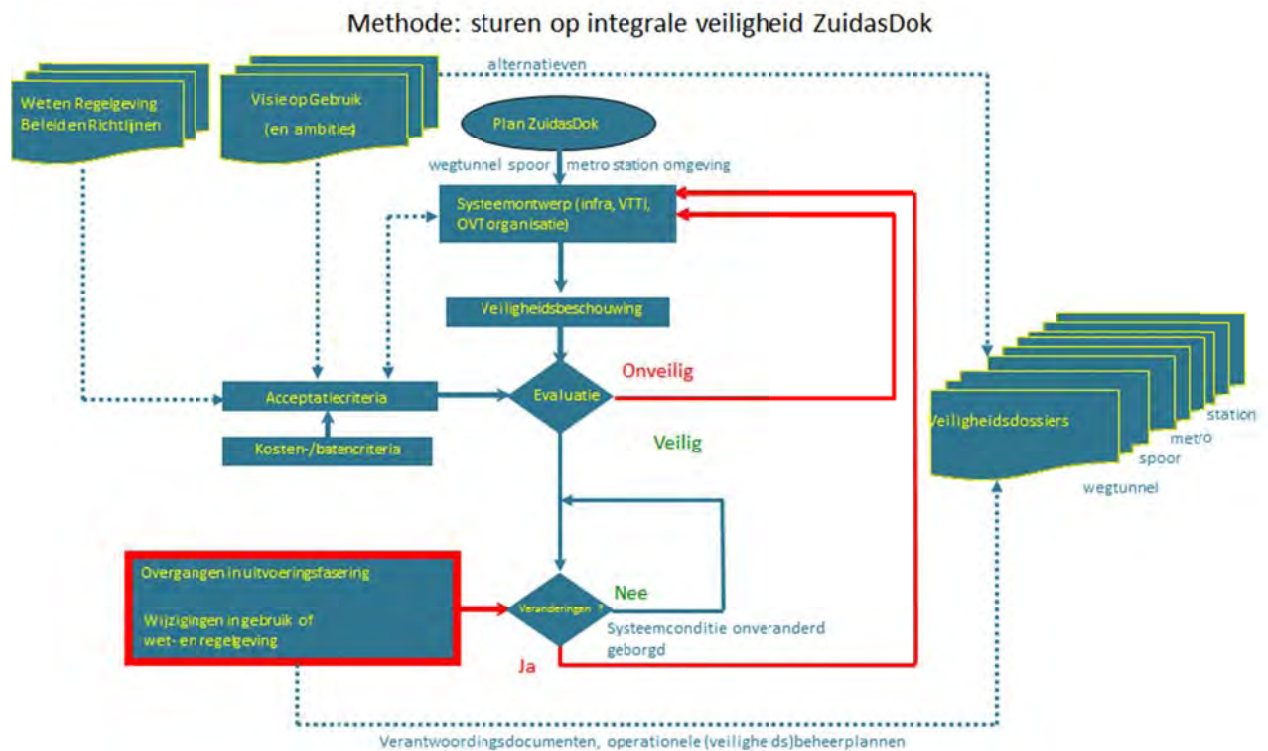 Methode: sturen op integrale veiligheid ZuidasDok
alternatieven
Wet en Regelgeving
Beleid en Richtlijnen
Visie op Gebruik
(en ambities)
Plan ZuidasDok
wegtunnel spoor metro station omgeving
Systeemontwerp (infra, VTTI,
OVT organisatie)
Veiligheidsbeschouwing
Onveilig
Acceptatiecriteria
Evaluatie
Kosten-/batencriteria
Veilig
Veiligheidsdossiers
station
metro
spoor
wegtunnel
Overgangen in uitvoeringsfasering
Wijzigingen in gebruik of
wet- en regelgeving
Veranderingen ?
Nee
Systeemconditie onveranderd
geborgd
Ja
Verantwoordingsdocumenten, operationele (veiligheids)beheerplannen